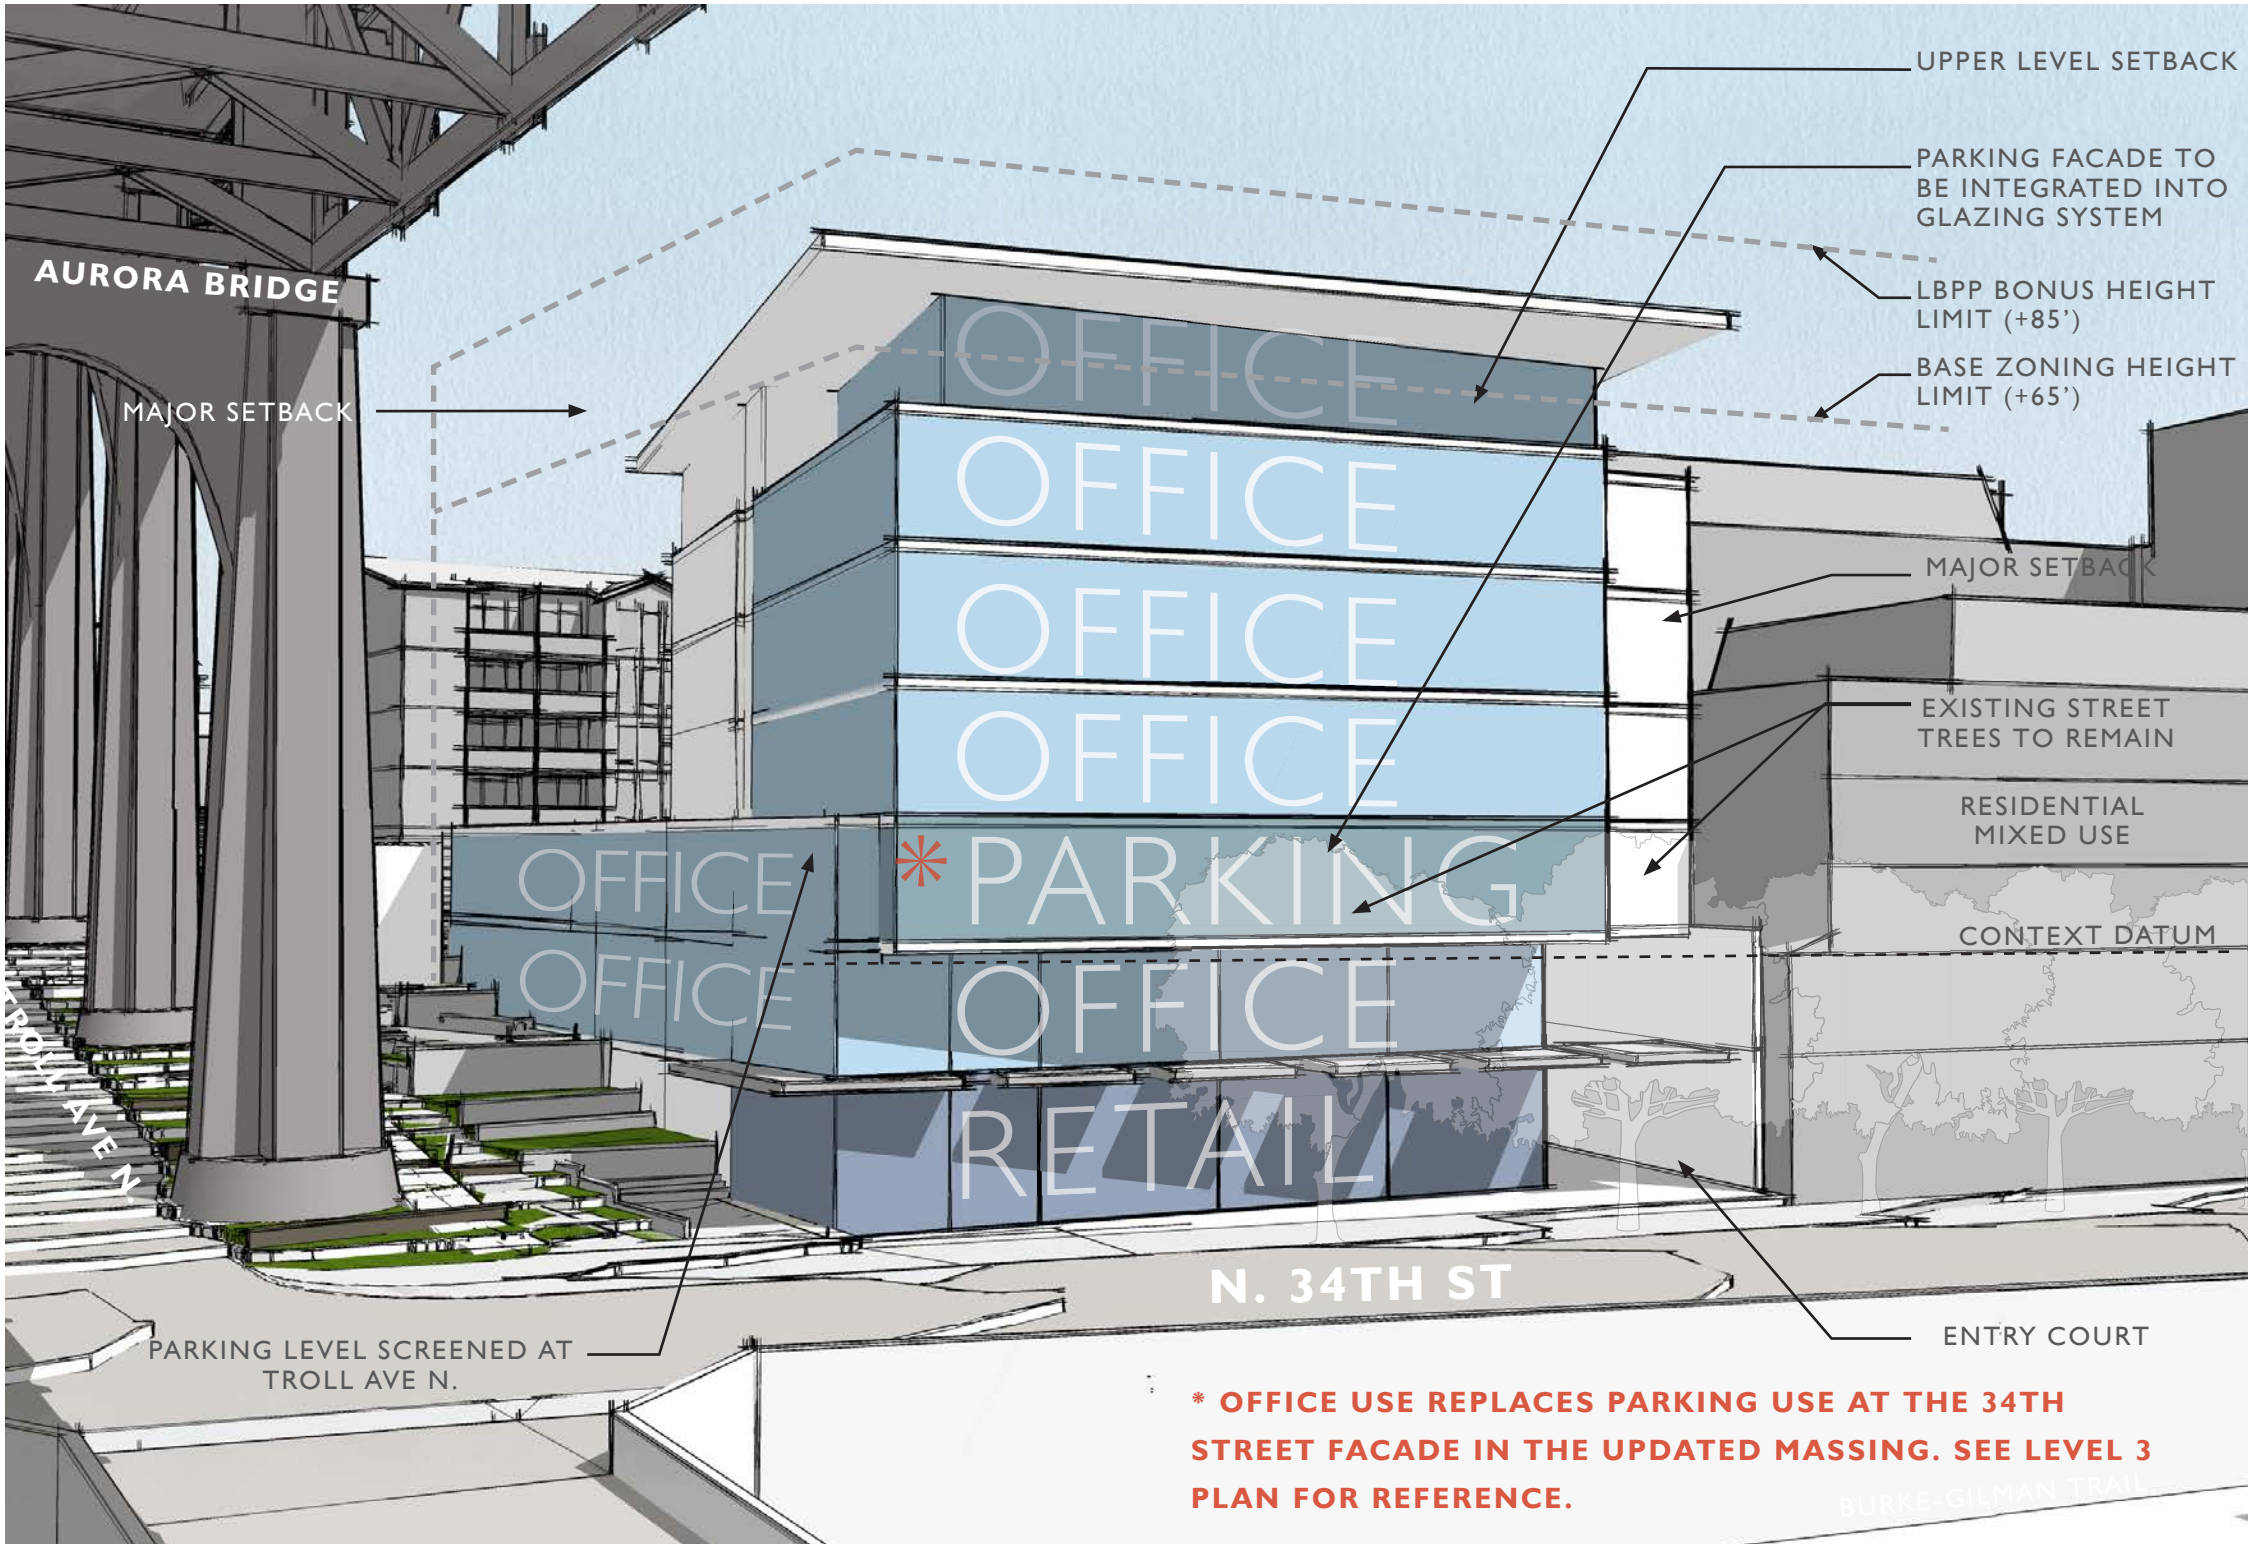 UPPER LEVEL SETBACK
PARKING FACADE TO
BE INTEGRATED INTO
GLAZING SYSTEM
LBPP BONUS HEIGHT
LIMIT (+85’)
BASE ZONING HEIGHT
LIMIT (+65’)
AURORA BRIDGE
MAJOR SETBACK
OFFICE
OFFICE
OFFICE
OFFICE
* PARKING
OFFICE
RETAIL
OFFICE
OFFICE
MAJOR SETBACK
EXISTING STREET
TREES TO REMAIN
RESIDENTIAL
MIXED USE
CONTEXT DATUM
TROLL AVE N.
N. 34TH ST
ENTRY COURT
PARKING LEVEL SCREENED AT
TROLL AVE N.
* OFFICE USE REPLACES PARKING USE AT THE 34TH
STREET FACADE IN THE UPDATED MASSING. SEE LEVEL 3
PLAN FOR REFERENCE.
BURKE-GILMAN TRAIL